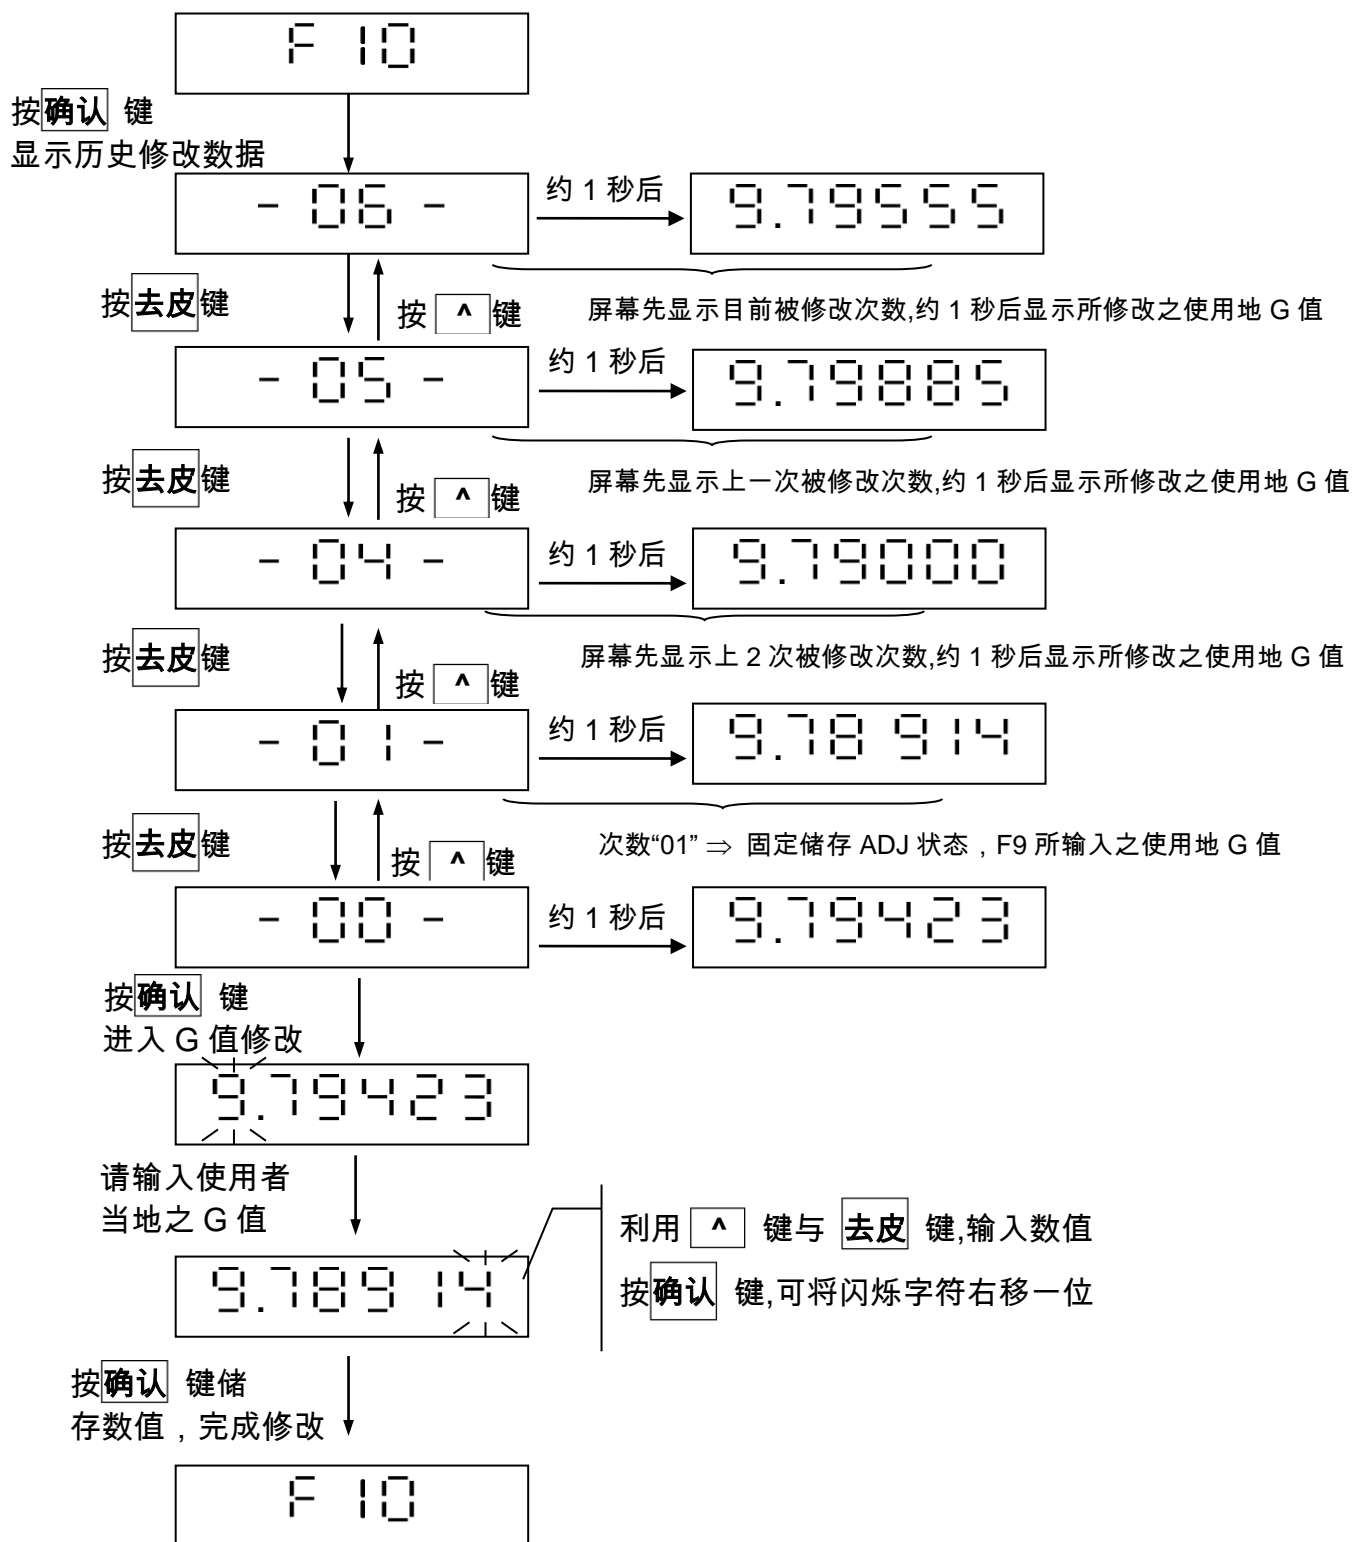 F 10
按确认 键
显示历史修改数据
- 06 -
约 1 秒后
9.79555
按去皮键
按 ^ 键
屏幕先显示目前被修改次数,约 1 秒后显示所修改之使用地 G 值
- 05 -
约 1 秒后
9.79885
按去皮键
按 ^ 键
屏幕先显示上一次被修改次数,约 1 秒后显示所修改之使用地 G 值
- 04 -
约 1 秒后
9.79000
按去皮键
按 ^ 键
屏幕先显示上 2 次被修改次数,约 1 秒后显示所修改之使用地 G 值
- 01 -
约 1 秒后
9.78914
按去皮键
按 ^ 键
次数“01” ⇒ 固定储存 ADJ 状态，F9 所输入之使用地 G 值
- 00 -
约 1 秒后
9.79423
按确认 键
进入 G 值修改
9.79423
请输入使用者
当地之 G 值
利用 ^ 键与 去皮 键,输入数值
9.78914
按确认 键,可将闪烁字符右移一位
按确认 键储
存数值，完成修改
F 10